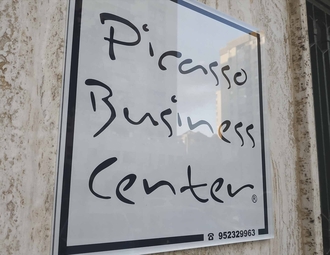 Picasso
Business
Center®
☎ 952329963